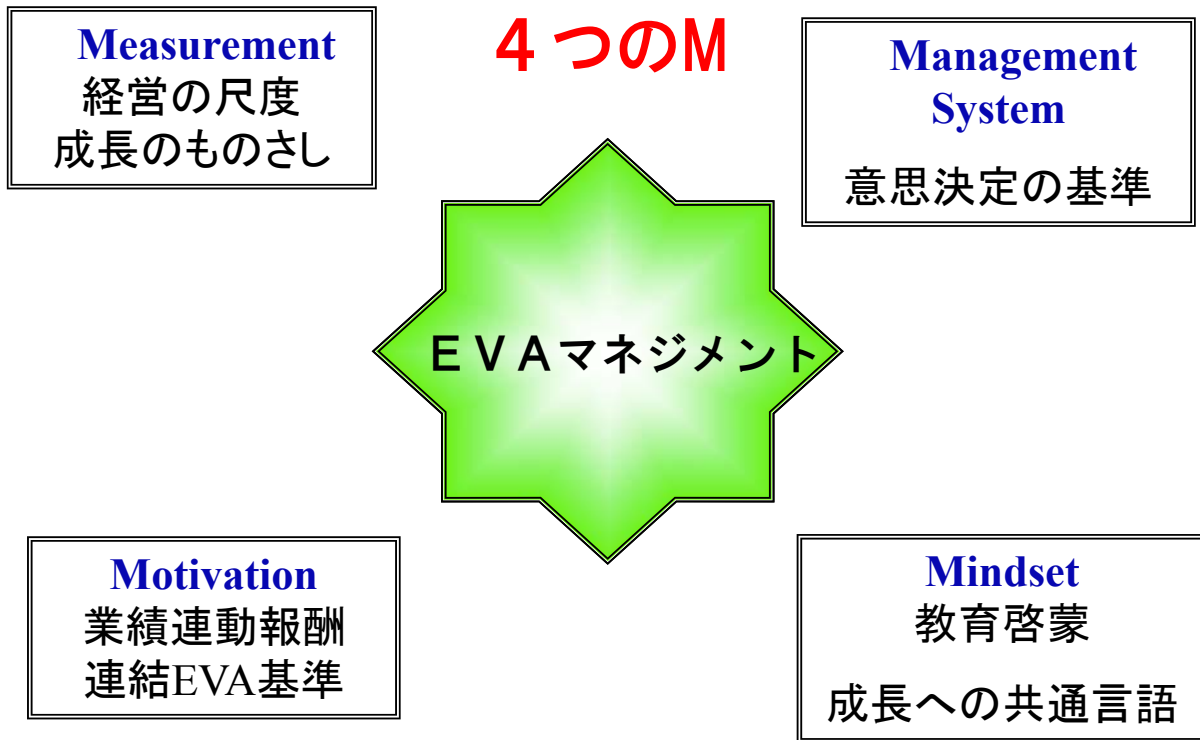 ４つのM
Measurement
経営の尺度
成長のものさし
Management
System
意思決定の基準
ＥＶＡマネジメント
Motivation
業績連動報酬
連結EVA基準
Mindset
教育啓蒙
成長への共通言語